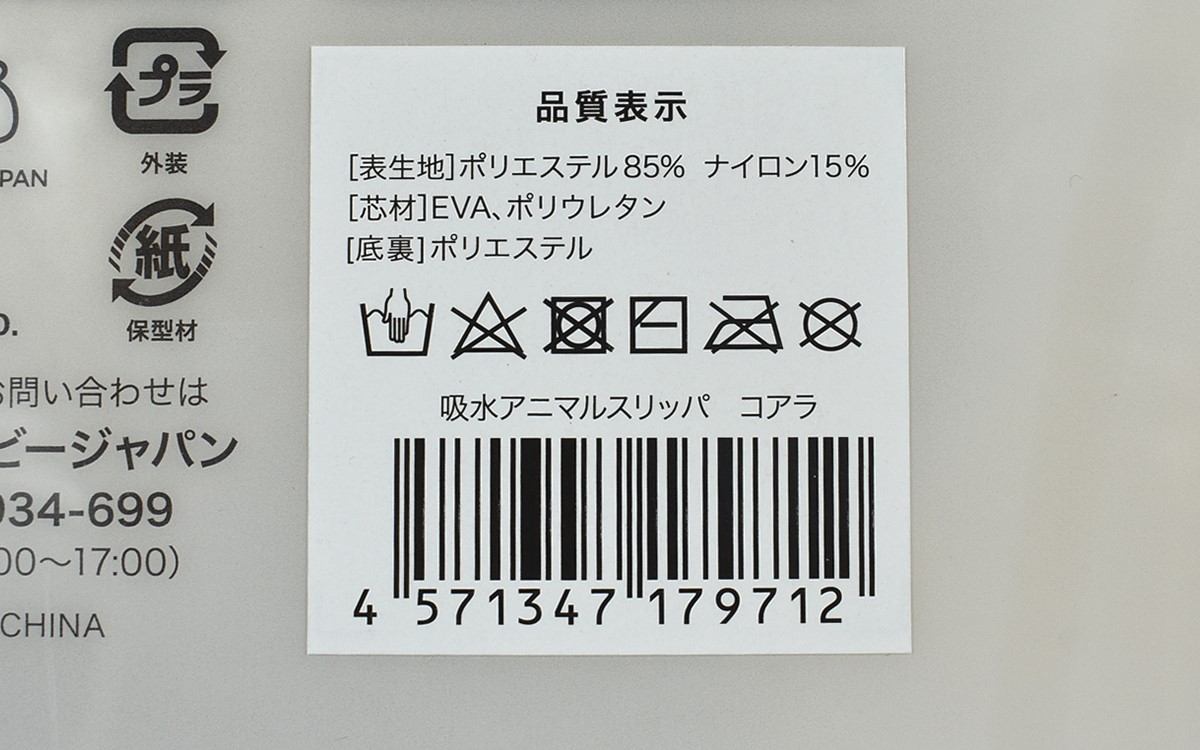 プラ
外装
PAN
紙
保型材
お問い合わせは
ビージャパン
934-699
00〜17:00)
CHINA
品質表示
[表生地]ポリエステル85% ナイロン15%
[芯材]EVA、ポリウレタン
[底裏]ポリエステル
吸水アニマルスリッパ コアラ
4 571347 179712